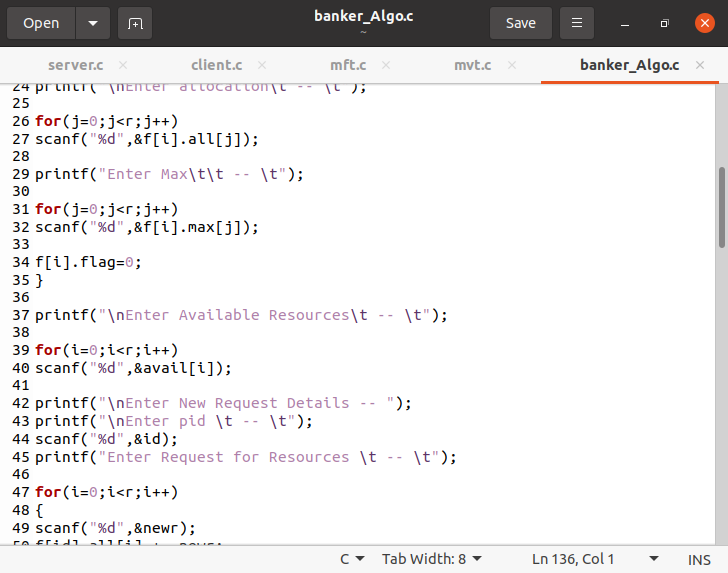 Open
banker_Algo.c
~
Save
server.c × client.c × mft.c × mvt.c × banker_Algo.c ×
24 printf("\nEnter allocation\t -- \t");
25
26 for(j=0;j<r;j++)
27 scanf("%d",&f[i].all[j]);
28
29 printf("Enter Max\t\t -- \t");
30
31 for(j=0;j<r;j++)
32 scanf("%d",&f[i].max[j]);
33
34 f[i].flag=0;
35 }
36
37 printf("\nEnter Available Resources\t -- \t");
38
39 for(i=0;i<r;i++)
40 scanf("%d",&avail[i]);
41
42 printf("\nEnter New Request Details -- ");
43 printf("\nEnter pid \t -- \t");
44 scanf("%d",&id);
45 printf("Enter Request for Resources \t -- \t");
46
47 for(i=0;i<r;i++)
48 {
49 scanf("%d",&newr);
C Tab Width: 8 Ln 136, Col 1 INS